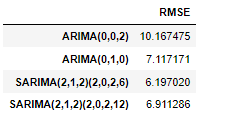 RMSE
ARIMA(0,0,2) 10.167475
ARIMA(0,1,0) 7.117171
SARIMA(2,1,2)(2,0,2,6) 6.197020
SARIMA(2,1,2)(2,0,2,12) 6.911286